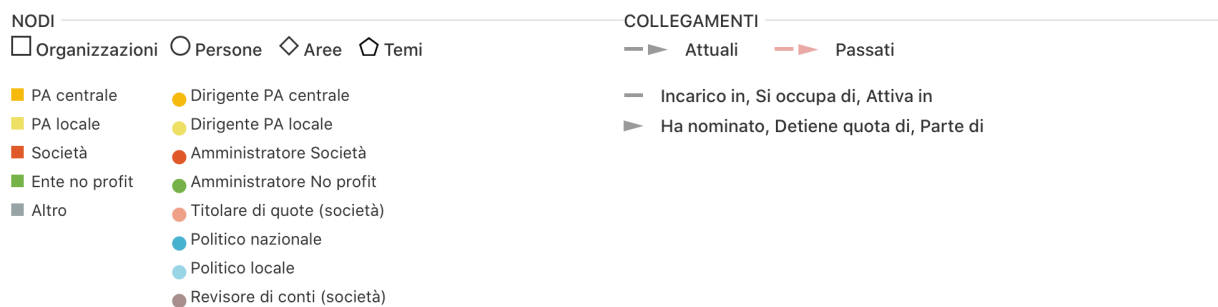 NODI
Organizzazioni Persone Aree Temi
PA centrale
PA locale
Società
Ente no profit
Altro
Dirigente PA centrale
Dirigente PA locale
Amministratore Società
Amministratore No profit
Titolare di quote (società)
Politico nazionale
Politico locale
Revisore di conti (società)
COLLEGAMENTI
Attuali Passati
Incarico in, Si occupa di, Attiva in
Ha nominato, Detiene quota di, Parte di